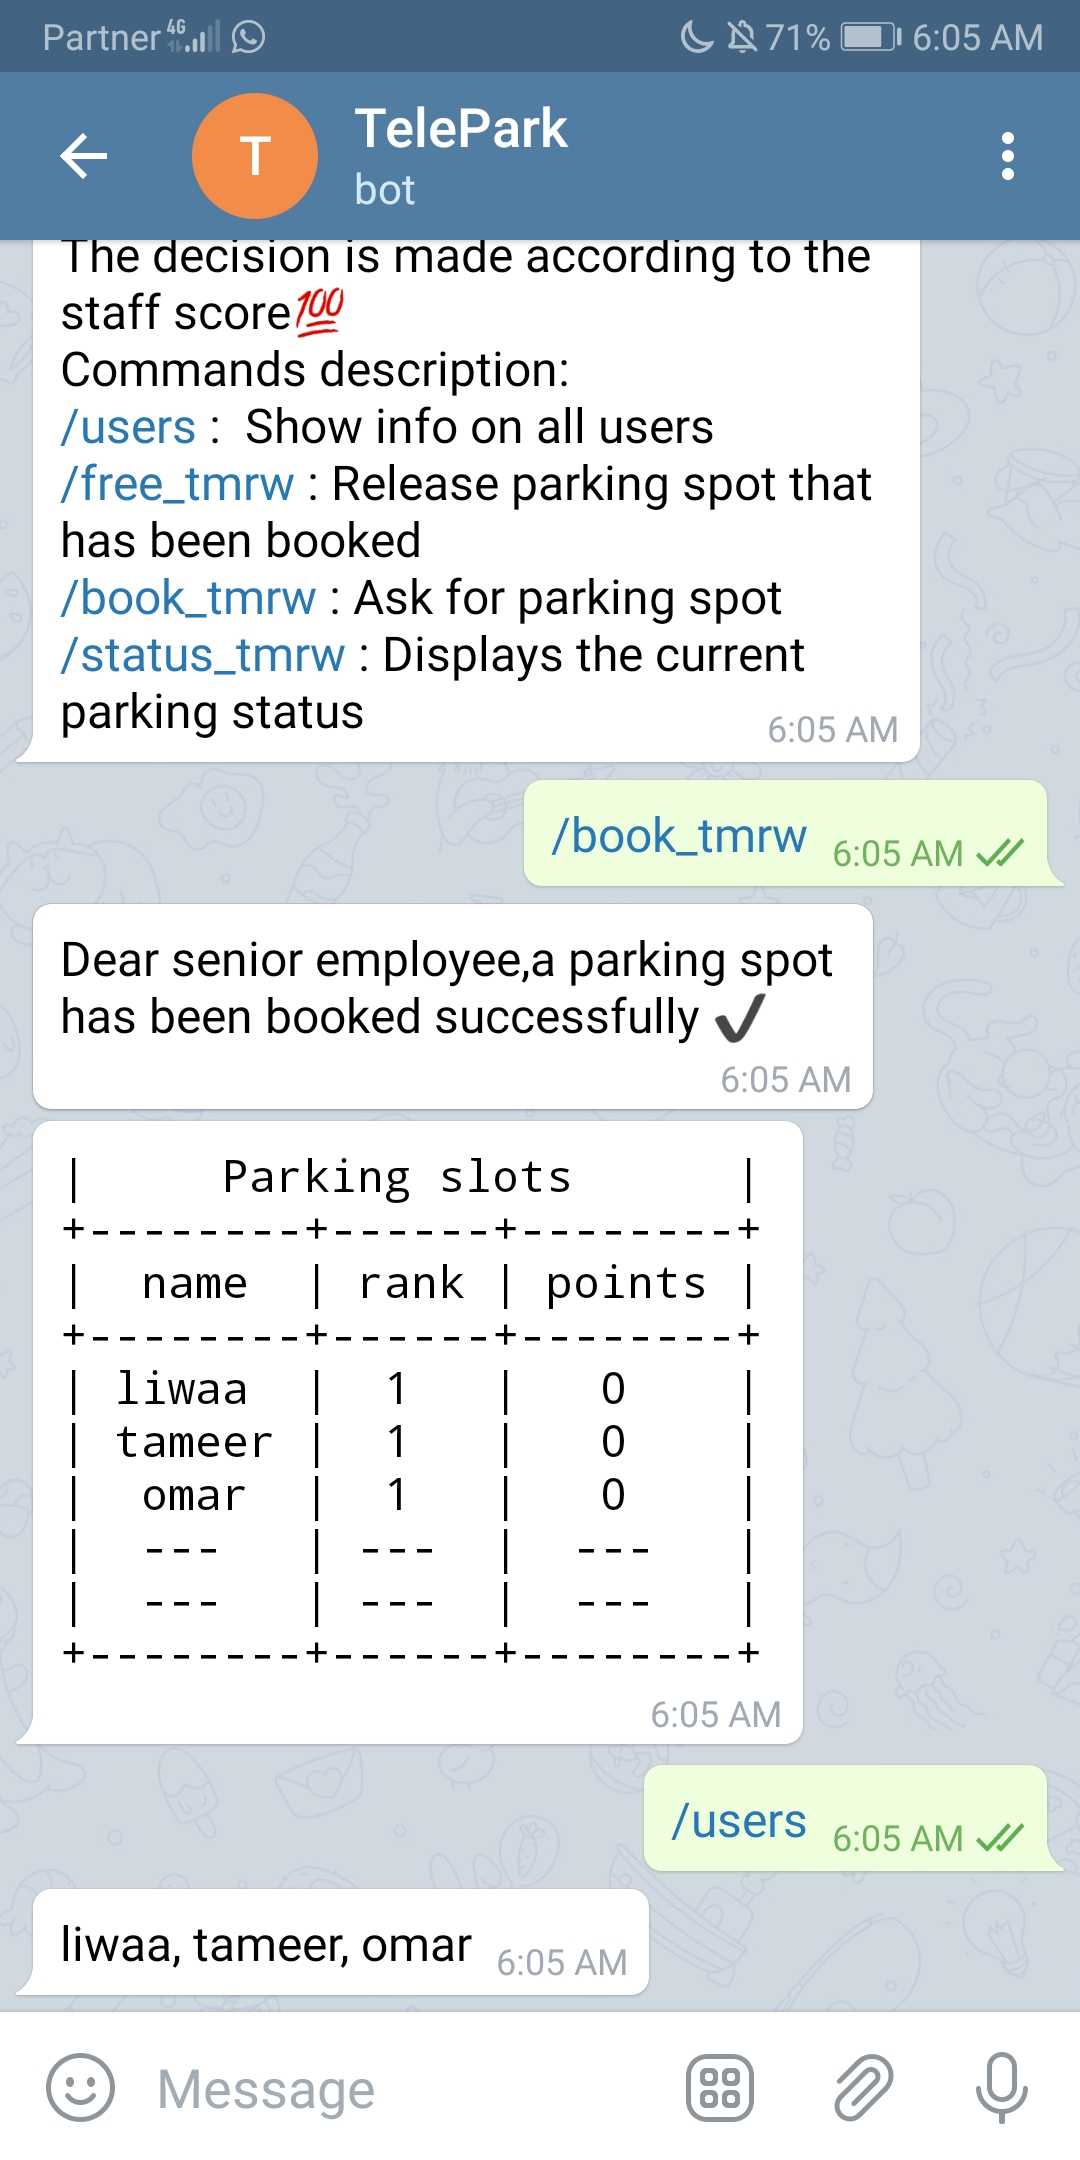 Partner 4G 71% 6:05 AM
T
TelePark
bot
The decision is made according to the
staff score💯
Commands description:
/users :  Show info on all users
/free_tmrw : Release parking spot that
has been booked
/book_tmrw : Ask for parking spot
/status_tmrw : Displays the current
parking status
6:05 AM
/book_tmrw 6:05 AM
Dear senior employee,a parking spot
has been booked successfully ✔
6:05 AM
|     Parking slots      |
+--------+------+--------+
|  name  | rank | points |
+--------+------+--------+
| liwaa  |  1   |   0    |
| tameer |  1   |   0    |
|  omar  |  1   |   0    |
|  ---   | ---  |  ---   |
|  ---   | ---  |  ---   |
+--------+------+--------+
6:05 AM
/users 6:05 AM
liwaa, tameer, omar 6:05 AM
Message